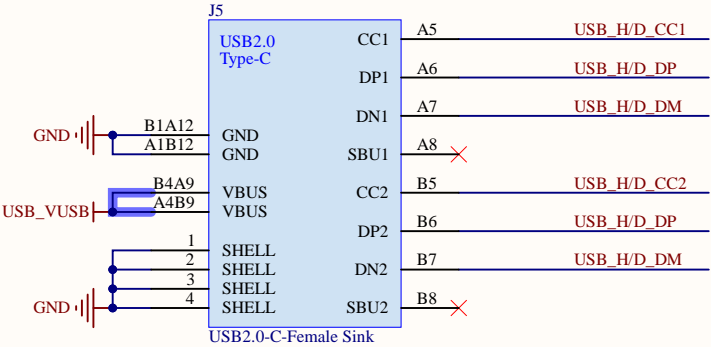 J5
USB2.0
Type-C
CC1 A5 USB_H/D_CC1
DP1 A6 USB_H/D_DP
DN1 A7 USB_H/D_DM
GND B1A12 GND
A1B12 GND
SBU1 A8
B4A9 VBUS
CC2 B5 USB_H/D_CC2
USB_VUSB A4B9 VBUS
DP2 B6 USB_H/D_DP
1 SHELL
2 SHELL
DN2 B7 USB_H/D_DM
3 SHELL
GND 4 SHELL
SBU2 B8
USB2.0-C-Female Sink